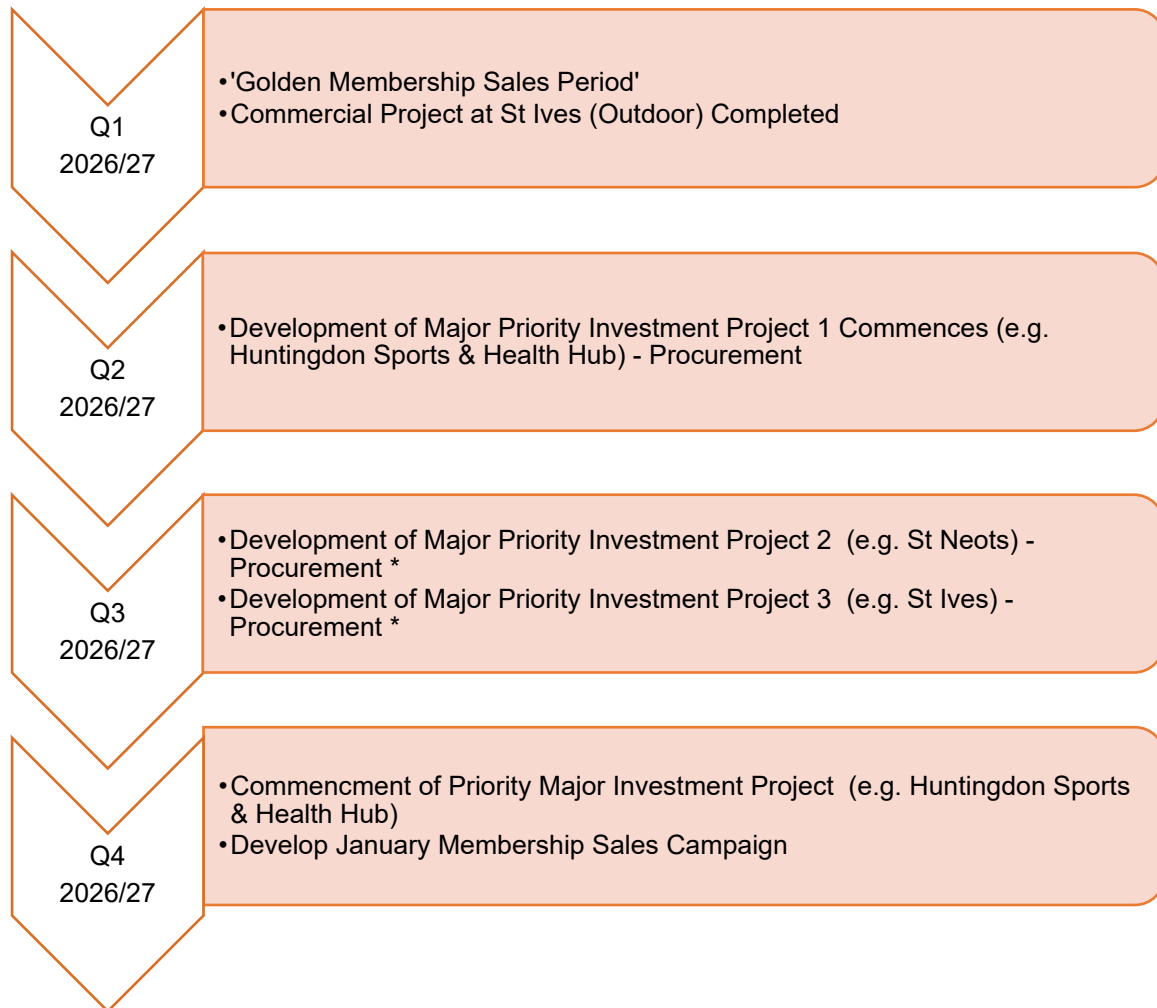 Q1
2026/27
•'Golden Membership Sales Period'
•Commercial Project at St Ives (Outdoor) Completed
Q2
2026/27
•Development of Major Priority Investment Project 1 Commences (e.g.
Huntingdon Sports & Health Hub) - Procurement
Q3
2026/27
•Development of Major Priority Investment Project 2  (e.g. St Neots) -
Procurement *
•Development of Major Priority Investment Project 3  (e.g. St Ives) -
Procurement *
Q4
2026/27
•Commencment of Priority Major Investment Project  (e.g. Huntingdon Sports
& Health Hub)
•Develop January Membership Sales Campaign